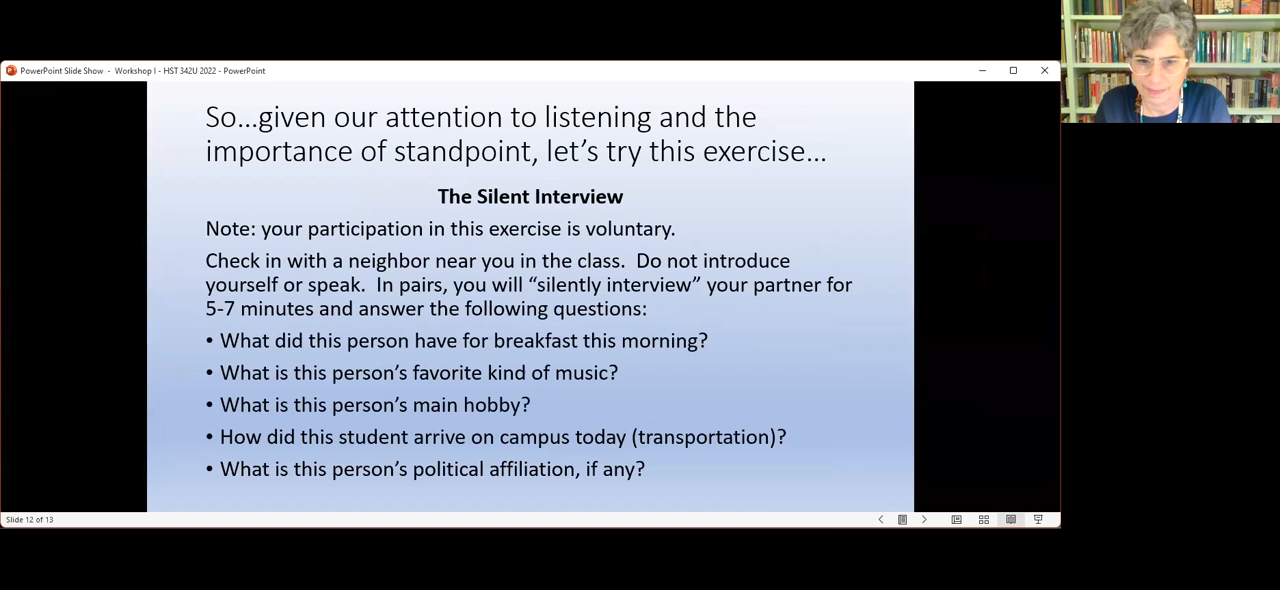 PowerPoint Slide Show - Workshop I - HST 342U 2022 - PowerPoint
So...given our attention to listening and the
importance of standpoint, let's try this exercise...
The Silent Interview
Note: your participation in this exercise is voluntary.
Check in with a neighbor near you in the class. Do not introduce
yourself or speak. In pairs, you will “silently interview” your partner for
5-7 minutes and answer the following questions:
• What did this person have for breakfast this morning?
• What is this person's favorite kind of music?
• What is this person's main hobby?
• How did this student arrive on campus today (transportation)?
• What is this person's political affiliation, if any?
Slide 12 of 13